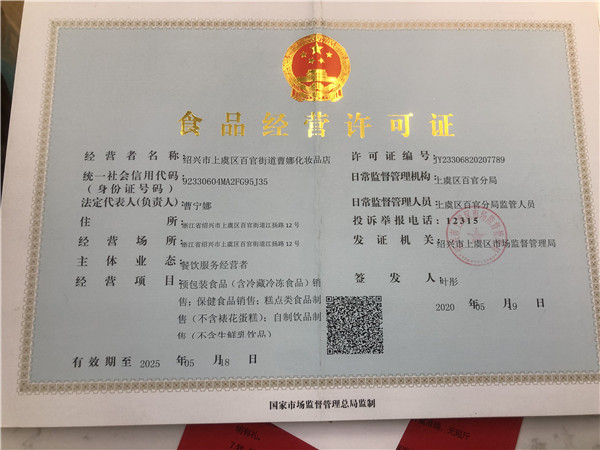 食品经营许可证
经营者名称：绍兴市上虞区百官街道曹娜化妆品店
许可证编号：JY23306820207789
统一社会信用代码：92330604MA2FG95J35
（身份证号码）
日常监督管理机构：上虞区百官分局
法定代表人(负责人)：曹宁娜
日常监督管理人员：上虞区百官分局监管人员
住所：浙江省绍兴市上虞区百官街道江扬路12号
投诉举报电话：12315
经营场所：浙江省绍兴市上虞区百官街道江扬路12号
发证机关：绍兴市上虞区市场监督管理局
主体业态：餐饮服务经营者
经营项目：预包装食品（含冷藏冷冻食品）销
售；保健食品销售；糕点类食品制
售（不含裱花蛋糕）；自制饮品制
售（不含生鲜乳饮品）
签发人：叶彤
2020 年05 月19 日
有效期至2025 年05 月18 日
国家市场监督管理总局监制